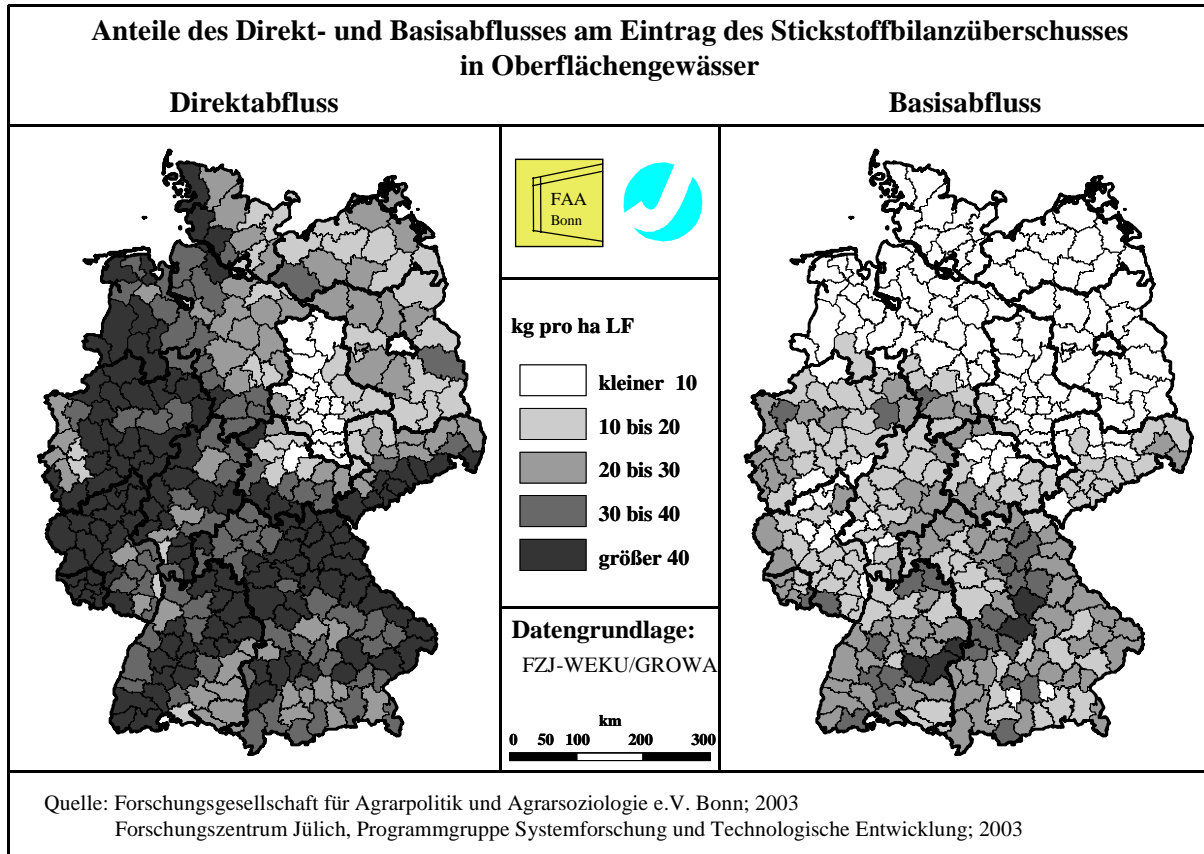 Anteile des Direkt- und Basisabflusses am Eintrag des Stickstoffbilanzüberschusses
in Oberflächengewässer
Direktabfluss
Basisabfluss
FAA
Bonn
kg pro ha LF
kleiner 10
10 bis 20
20 bis 30
30 bis 40
größer 40
Datengrundlage:
FZJ-WEKU/GROWA
km
0 50 100 200 300
Quelle: Forschungsgesellschaft für Agrarpolitik und Agrarsoziologie e.V. Bonn; 2003
Forschungszentrum Jülich, Programmgruppe Systemforschung und Technologische Entwicklung; 2003